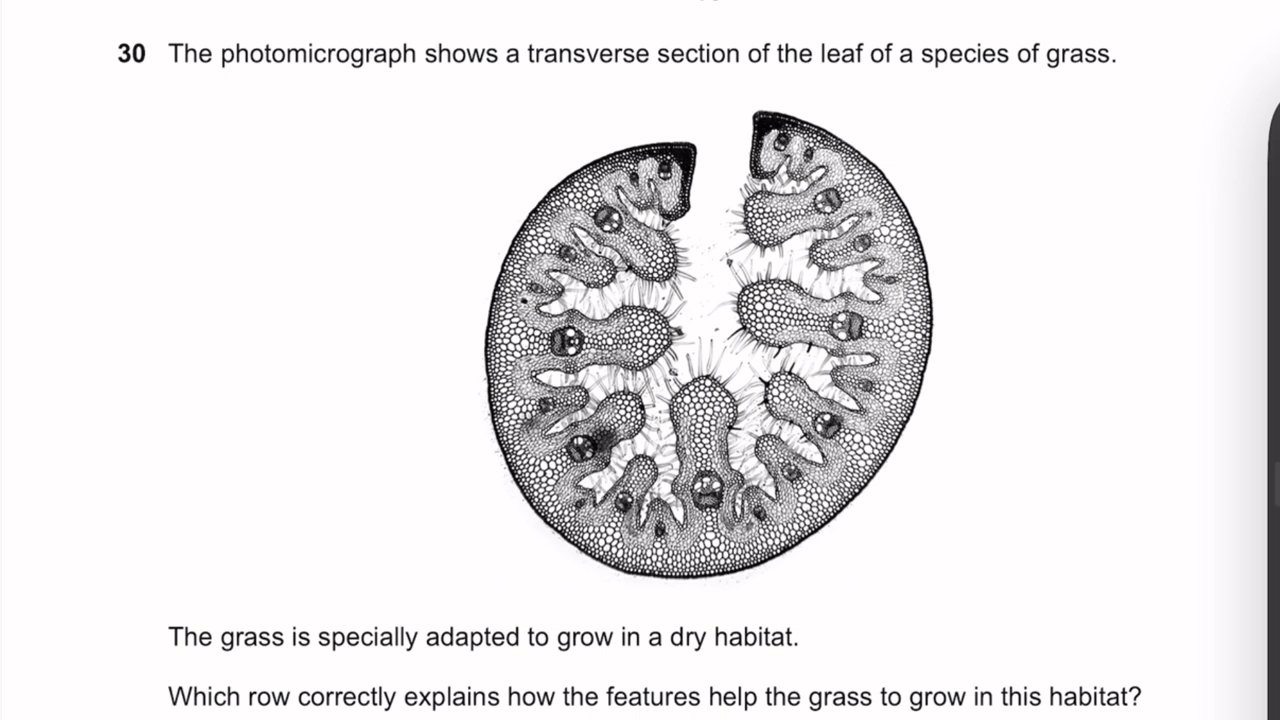 30 The photomicrograph shows a transverse section of the leaf of a species of grass.
The grass is specially adapted to grow in a dry habitat.
Which row correctly explains how the features help the grass to grow in this habitat?